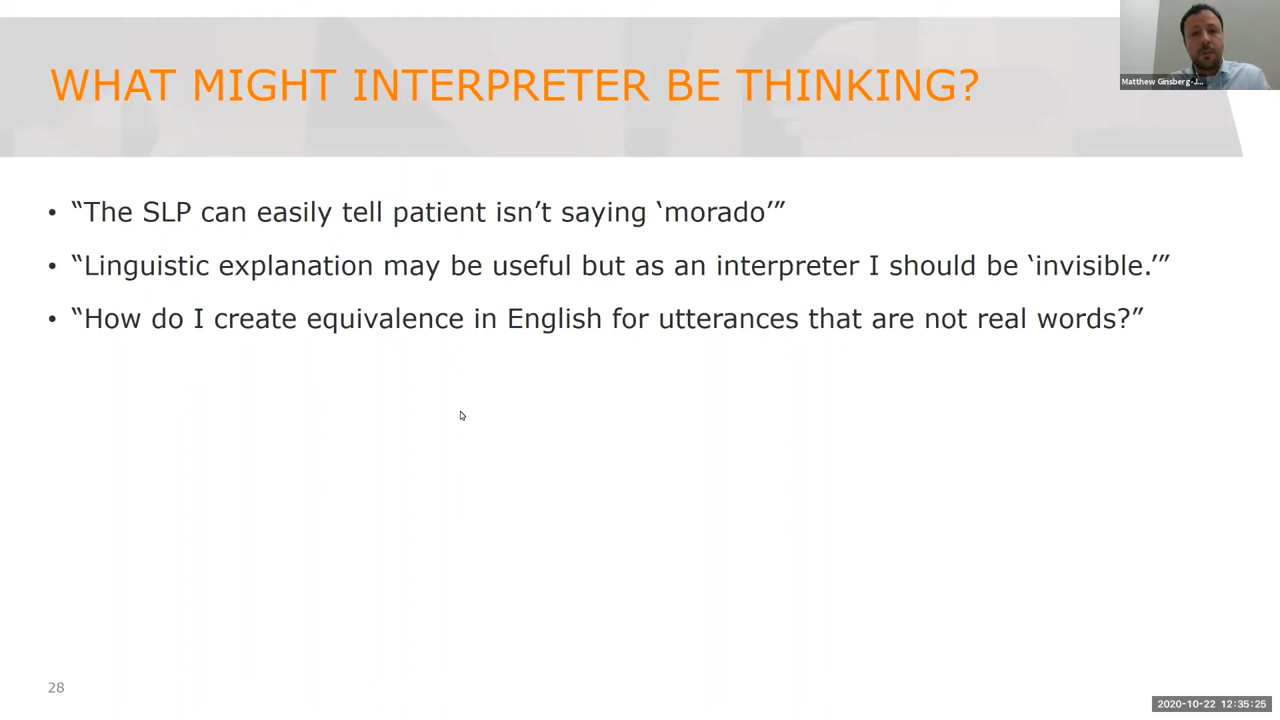 WHAT MIGHT INTERPRETER BE THINKING?
Matthew Ginsberg-J...
• “The SLP can easily tell patient isn’t saying ‘morado’”
• “Linguistic explanation may be useful but as an interpreter I should be ‘invisible.’”
• “How do I create equivalence in English for utterances that are not real words?”
28
2020-10-22 12:35:25